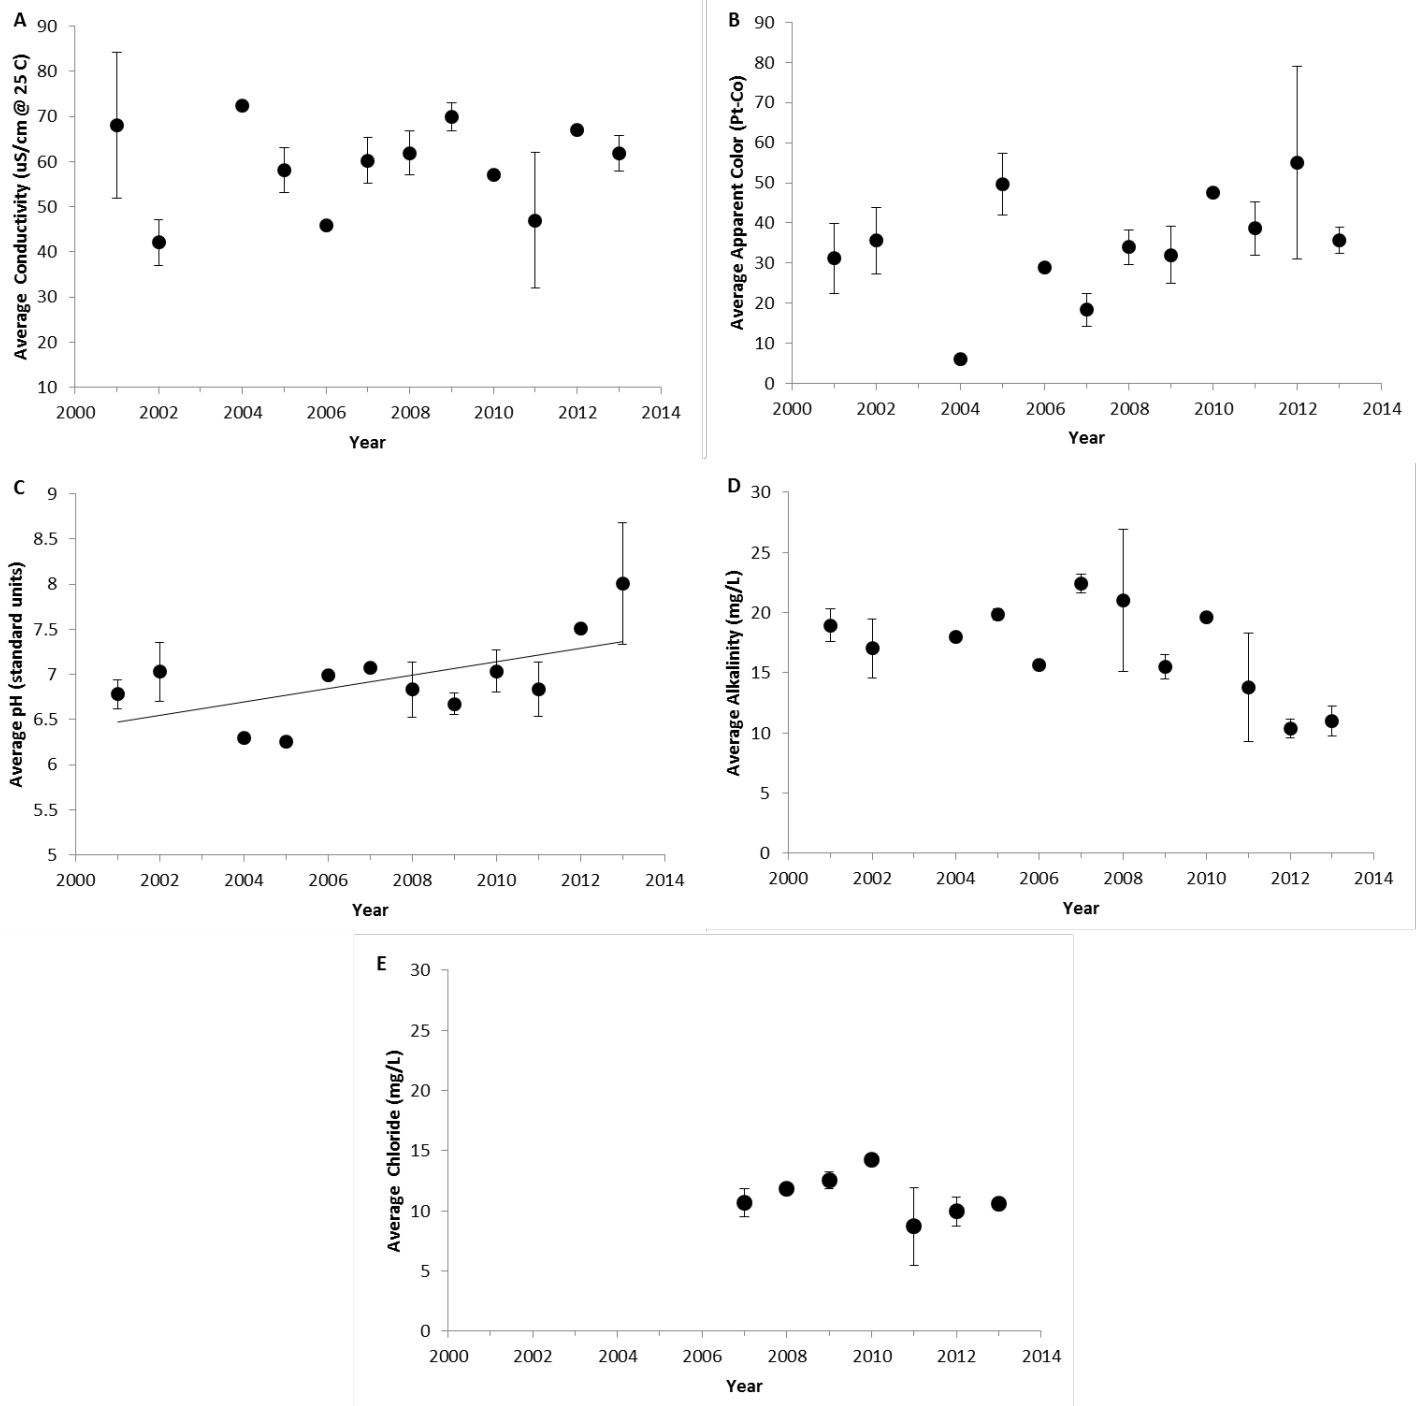 A
Average Conductivity (uS/cm @ 25 C)
90
80
70
60
50
40
30
20
10
2000 2002 2004 2006 2008 2010 2012 2014
Year
B
Average Apparent Color (Pt-Co)
90
80
70
60
50
40
30
20
10
0
2000 2002 2004 2006 2008 2010 2012 2014
Year
C
Average pH (standard units)
9
8.5
8
7.5
7
6.5
6
5.5
5
2000 2002 2004 2006 2008 2010 2012 2014
Year
D
Average Alkalinity (mg/L)
30
25
20
15
10
5
0
2000 2002 2004 2006 2008 2010 2012 2014
Year
E
Average Chloride (mg/L)
30
25
20
15
10
5
0
2000 2002 2004 2006 2008 2010 2012 2014
Year